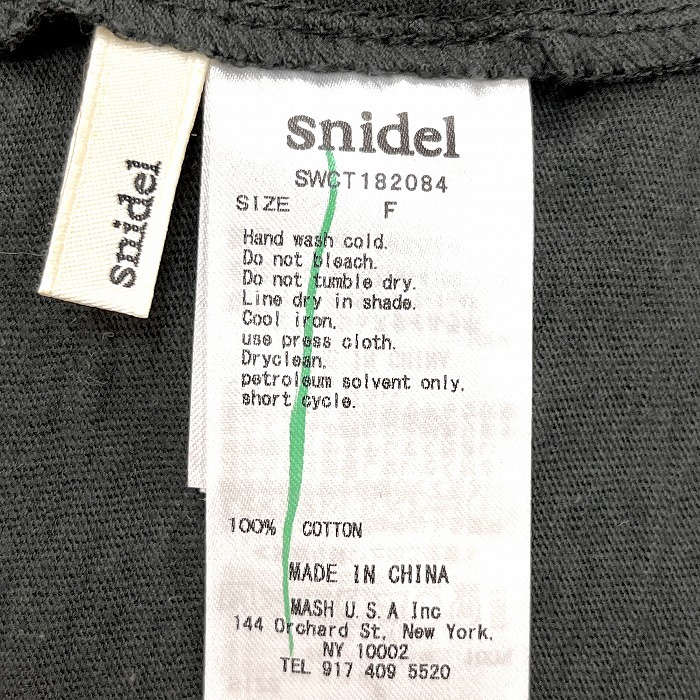 snidel
snidel
SWCT182084
SIZE F
Hand wash cold.
Do not bleach.
Do not tumble dry.
Line dry in shade.
Cool iron.
use press cloth.
Dryclean.
petroleum solvent only.
short cycle.
100% COTTON
MADE IN CHINA
MASH U.S.A Inc
144 Orchard St, New York.
NY 10002
TEL 917 409 5520